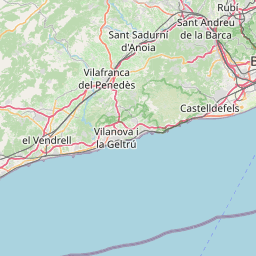 Rubí
Sant Andreu
de la Barca
Sant Sadurní
d'Anoia
Vilafranca
del Penedès
Castelldefels
Vilanova i
la Geltrú
el Vendrell